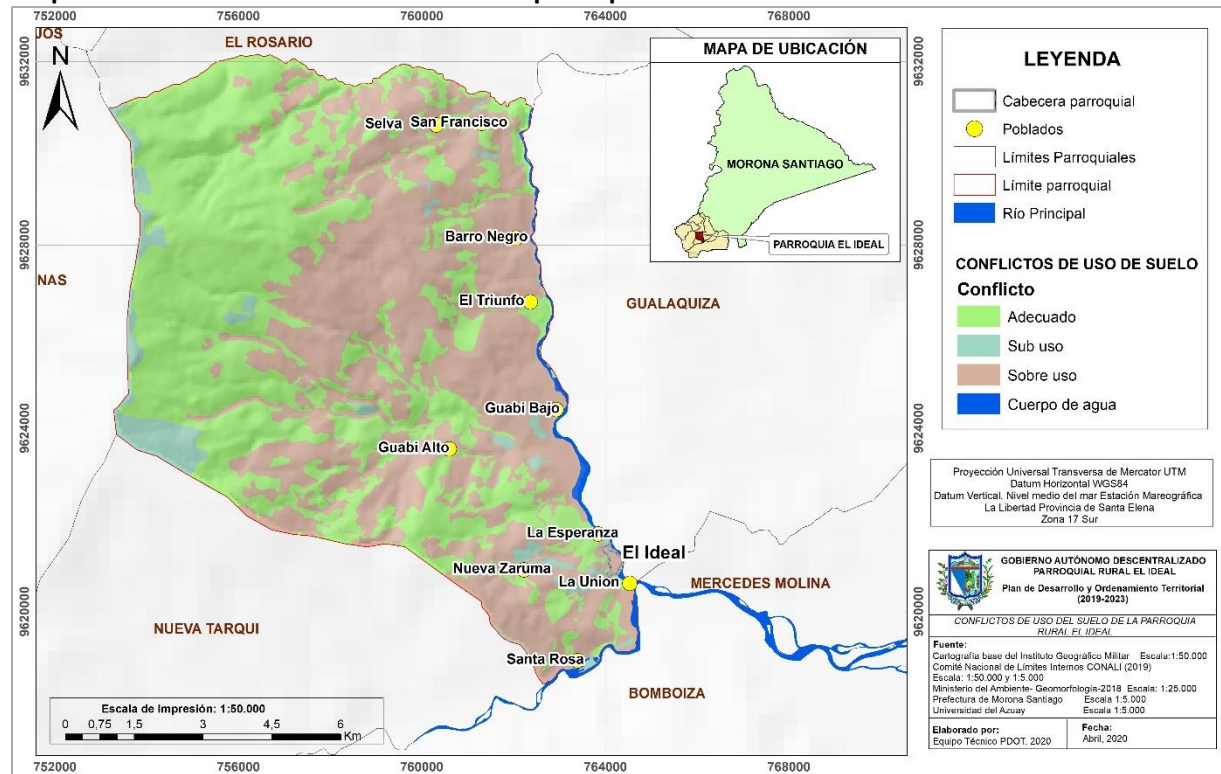 752000 756000 760000 764000 768000
JOS
EL ROSARIO
N
9632000
9632000
MAPA DE UBICACIÓN
MORONA SANTIAGO
PARROQUIA EL IDEAL
Selva San Francisco
Barro Negro
9628000
9628000
NAS
El Triunfo
GUALAQUIZA
Guabi Bajo
9624000
9624000
Guabi Alto
La Esperanza
El Ideal
Nueva Zaruma
La Union
MERCEDES MOLINA
9620000
9620000
NUEVA TARQUI
Santa Rosa
BOMBOIZA
Escala de Impresión: 1:50.000
0 0,75 1,5 3 4,5 6
Km
752000 756000 760000 764000 768000
LEYENDA
Cabecera parroquial
Poblados
Límites Parroquiales
Límite parroquial
Río Principal
CONFLICTOS DE USO DE SUELO
Conflicto
Adecuado
Sub uso
Sobre uso
Cuerpo de agua
Proyección Universal Transversa de Mercator UTM
Datum Horizontal WGS84
Datum Vertical. Nivel medio del mar Estación Mareográfica
La Libertad Provincia de Santa Elena
Zona 17 Sur
GOBIERNO AUTÓNOMO DESCENTRALIZADO
PARROQUIAL RURAL EL IDEAL
Plan de Desarrollo y Ordenamiento Territorial
(2019-2023)
CONFLICTOS DE USO DEL SUELO DE LA PARROQUIA
RURAL EL IDEAL
Fuente:
Cartografía base del Instituto Geográfico Militar Escala:1:50.000
Comité Nacional de Límites Internos CONALI (2019)
Escala: 1:50.000 y 1:5.000
Ministerio del Ambiente- Geomorfología-2018 Escala: 1:25.000
Prefectura de Morona Santiago Escala 1:5.000
Universidad del Azuay Escala 1:5.000
Elaborado por:
Equipo Técnico PDOT, 2020
Fecha:
Abril, 2020